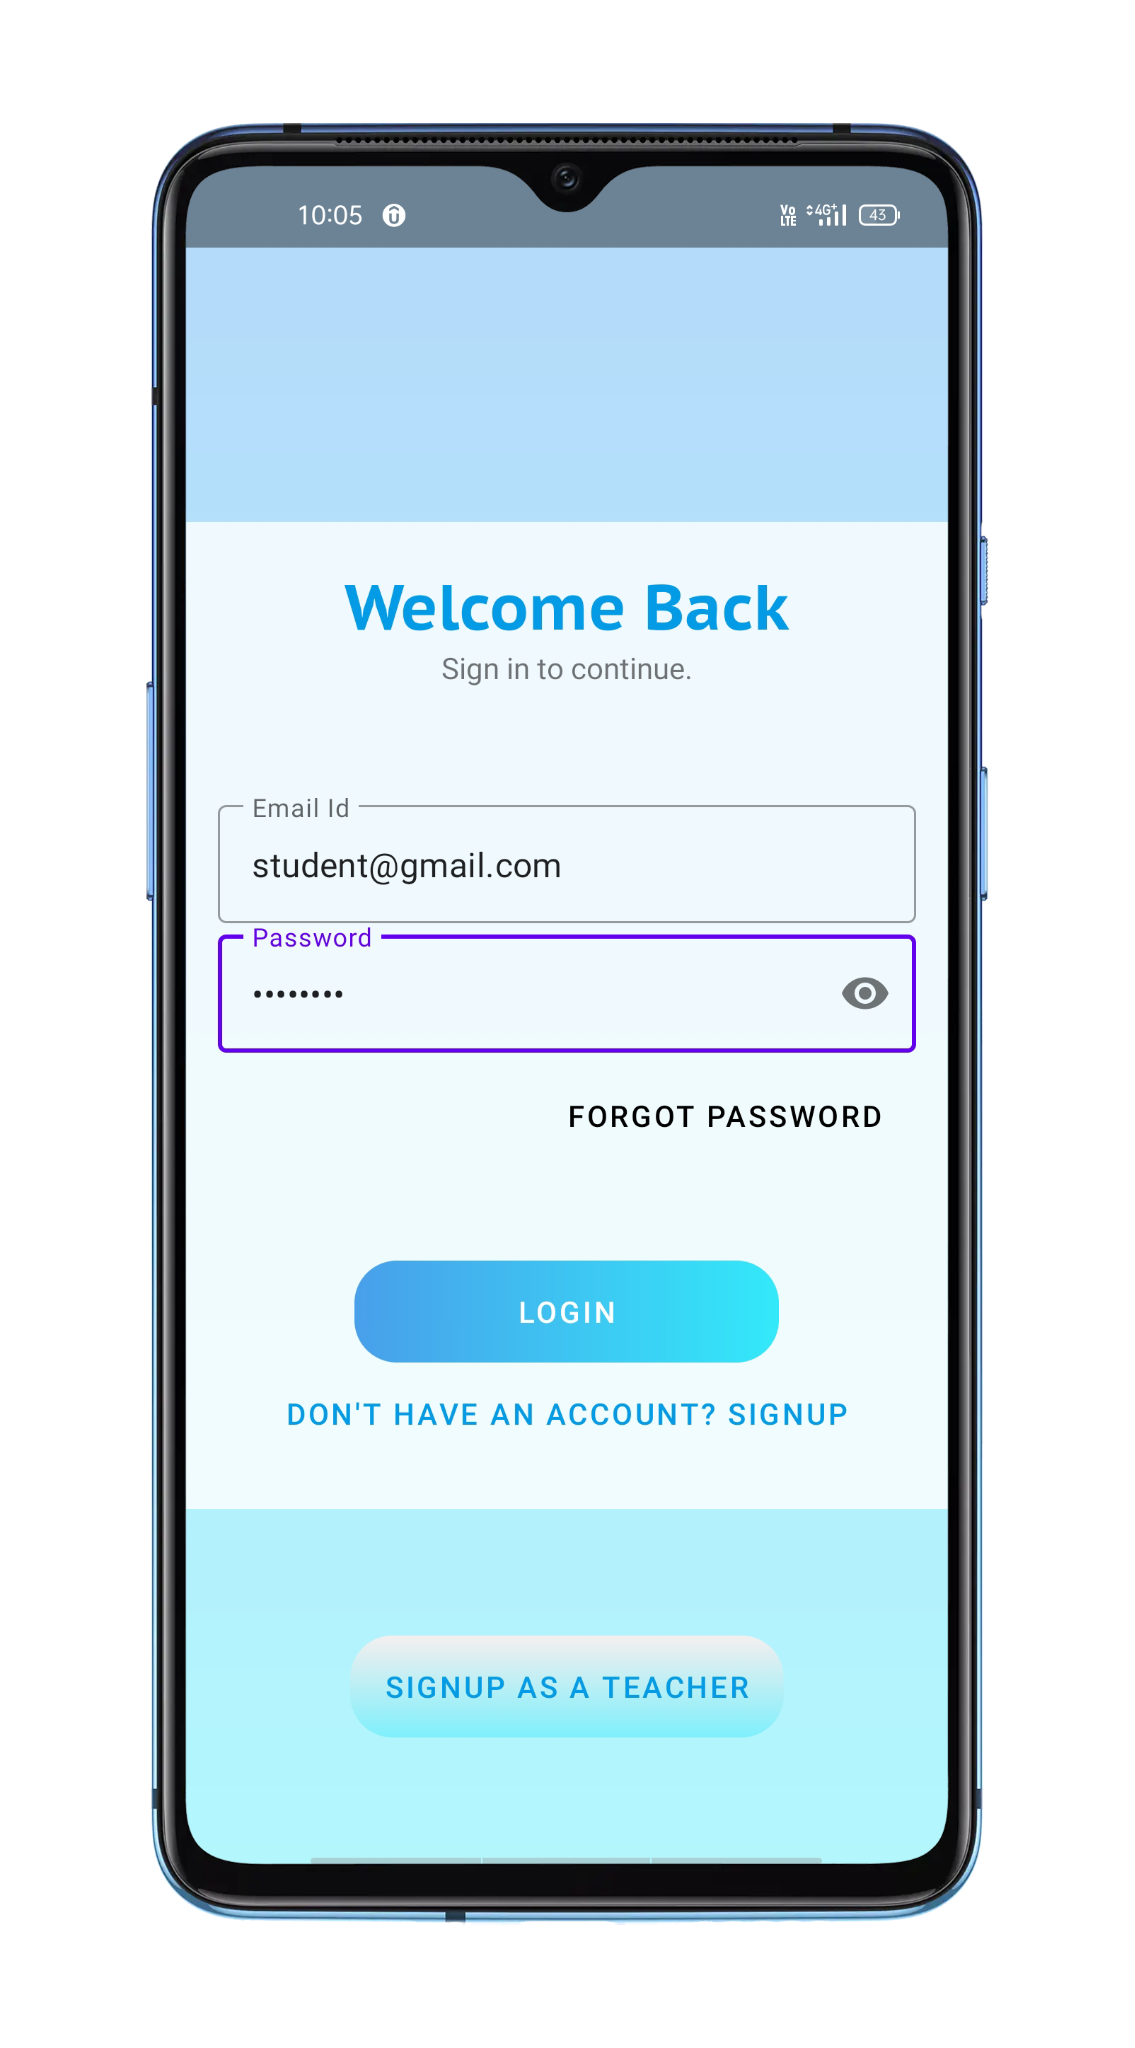 10:05 Vo LTE 4G+ 43
Welcome Back
Sign in to continue.
Email Id
student@gmail.com
Password
••••••••
FORGOT PASSWORD
LOGIN
DON'T HAVE AN ACCOUNT? SIGNUP
SIGNUP AS A TEACHER